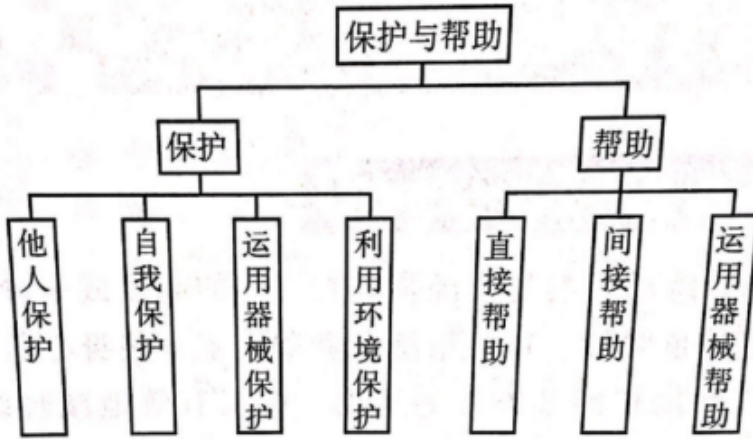 保护与帮助
保护
帮助
他人保护
自我保护
运用器械保护
利用环境保护
直接帮助
间接帮助
运用器械帮助